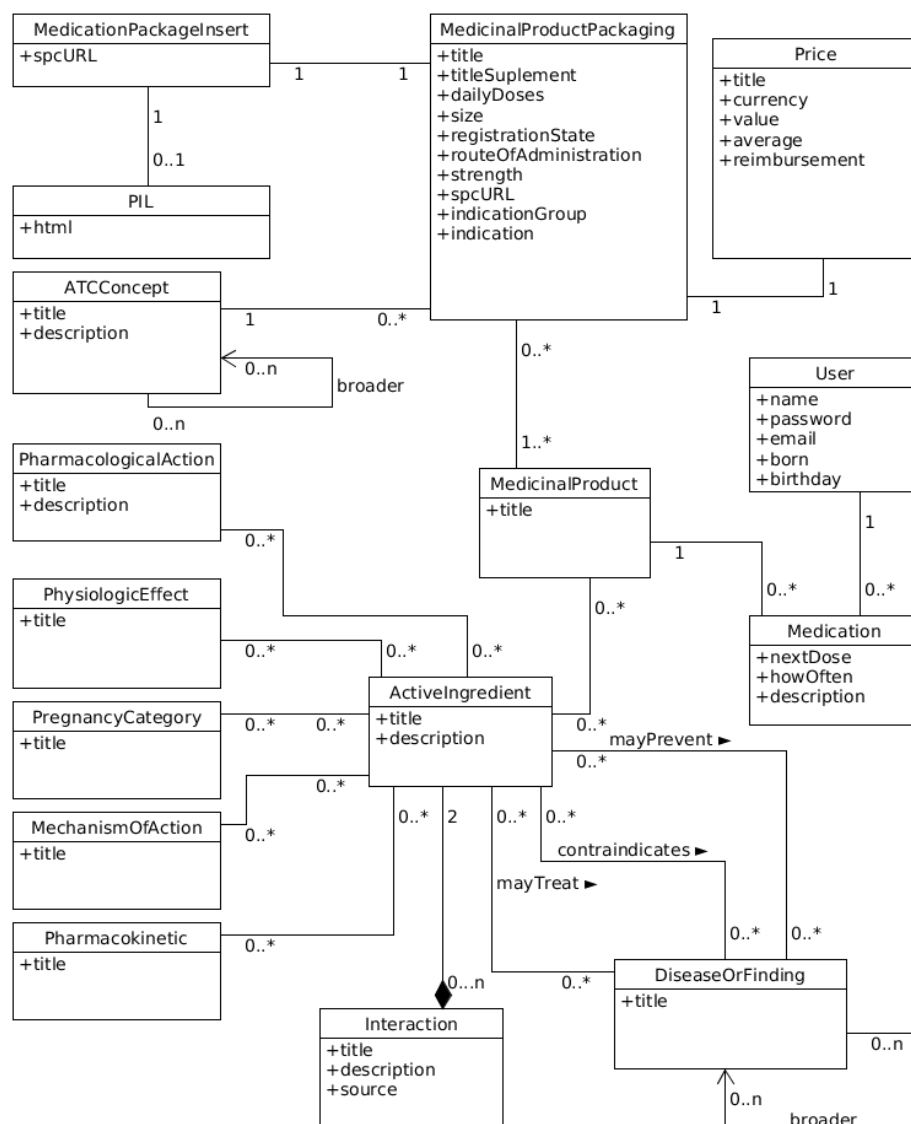 MedicationPackageInsert
+spcURL
1
1
1
0..1
PIL
+html
MedicinalProductPackaging
+title
+titleSuplement
+dailyDoses
+size
+registrationState
+routeOfAdministration
+strength
+spcURL
+indicationGroup
+indication
Price
+title
+currency
+value
+average
+reimbursement
1
1
ATCConcept
+title
+description
1
0..*
0..n
broader
0..n
0..*
1..*
User
+name
+password
+email
+born
+birthday
1
0..*
PharmacologicalAction
+title
+description
0..*
0..*
MedicinalProduct
+title
1
0..*
0..*
Medication
+nextDose
+howOften
+description
PhysiologicEffect
+title
0..*
0..*
ActiveIngredient
+title
+description
0..*
PregnancyCategory
+title
0..*
0..*
mayPrevent ►
0..*
0..*
MechanismOfAction
+title
0..*
0..*
0..*
2
0..*
0..*
contraindicates ►
mayTreat ►
Pharmacokinetic
+title
0..*
0..*
0..*
0...n
DiseaseOrFinding
+title
0..n
0..n
broader
Interaction
+title
+description
+source